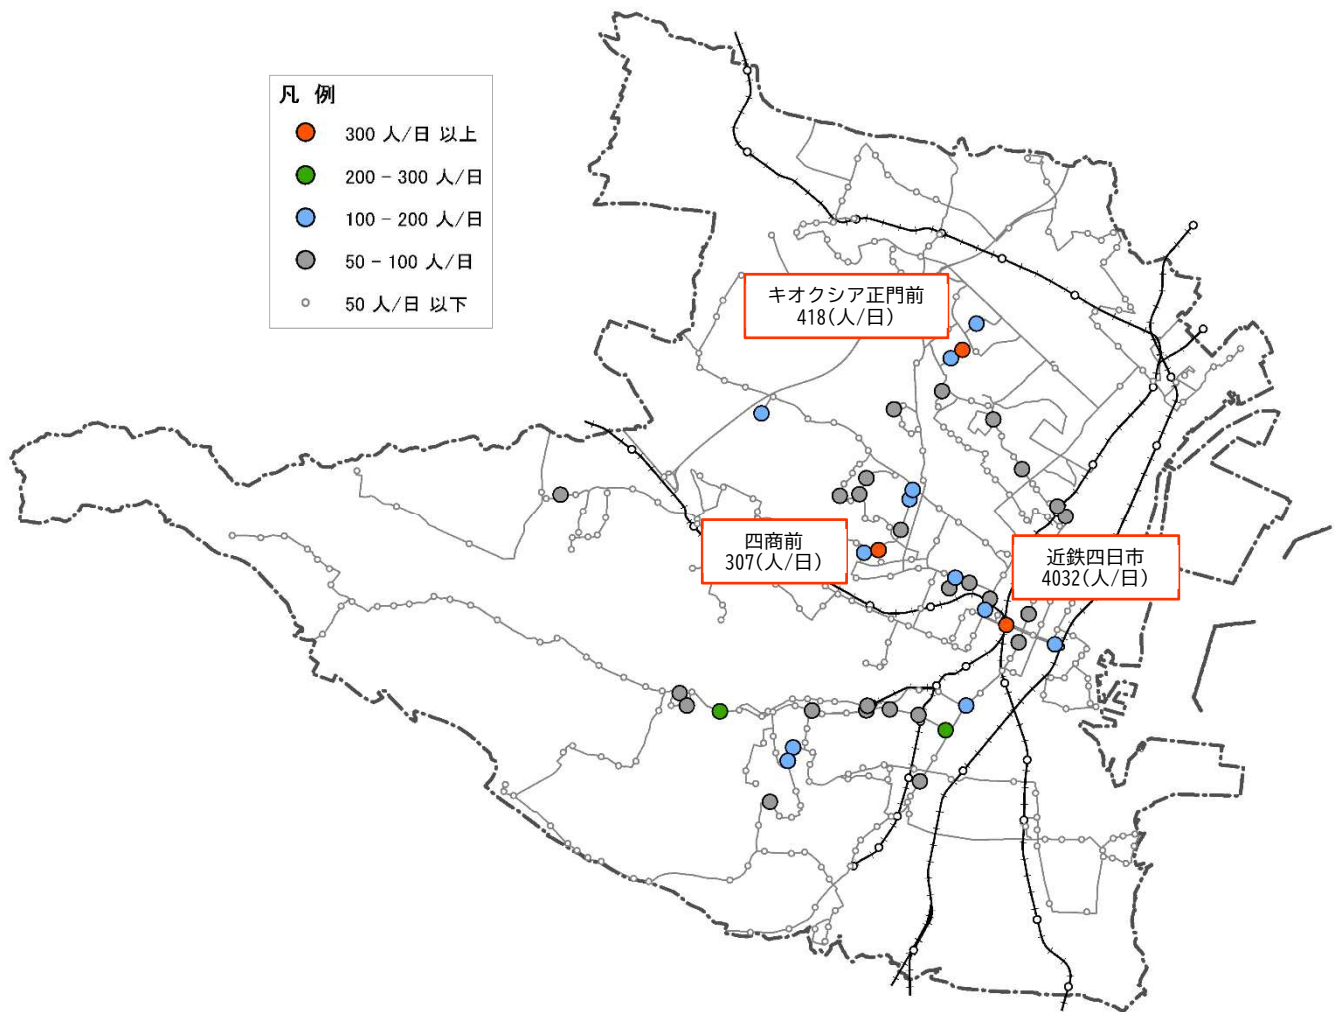 凡 例
300 人/日 以上
200 - 300 人/日
100 - 200 人/日
50 - 100 人/日
50 人/日 以下
キオクシア正門前
418(人/日)
四商前
307(人/日)
近鉄四日市
4032(人/日)